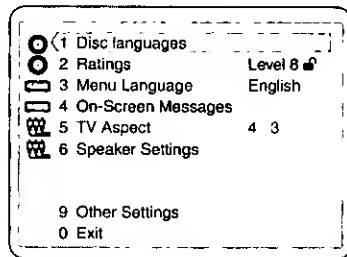 1 Disc languages
2 Ratings Level 8
3 Menu Language English
4 On-Screen Messages
5 TV Aspect 4 3
6 Speaker Settings
9 Other Settings
0 Exit